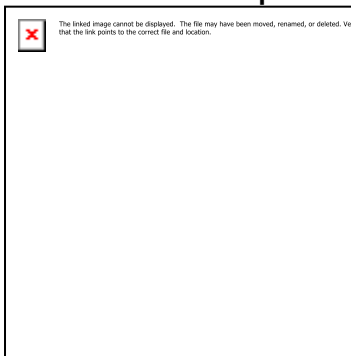 The linked image cannot be displayed. The file may have been moved, renamed, or deleted. Ve
that the link points to the correct file and location.